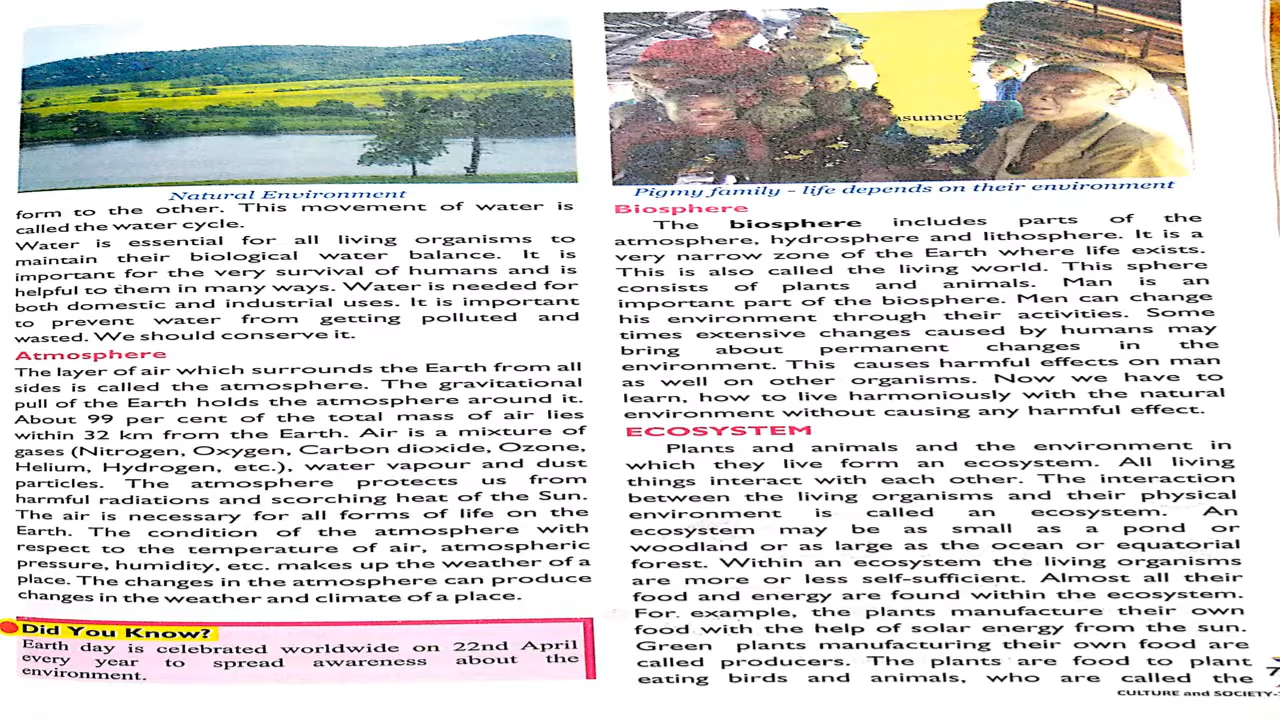 Natural Environment
form to the other. This movement of water is
called the water cycle.
Water is essential for all living organisms to
maintain their biological water balance. It is
important for the very survival of humans and is
helpful to them in many ways. Water is needed for
both domestic and industrial uses. It is important
to prevent water from getting polluted and
wasted. We should conserve it.
Atmosphere
The layer of air which surrounds the Earth from all
sides is called the atmosphere. The gravitational
pull of the Earth holds the atmosphere around it.
About 99 per cent of the total mass of air lies
within 32 km from the Earth. Air is a mixture of
gases (Nitrogen, Oxygen, Carbon dioxide, Ozone,
Helium, Hydrogen, etc.), water vapour and dust
particles. The atmosphere protects us from
harmful radiations and scorching heat of the Sun.
The air is necessary for all forms of life on the
Earth. The condition of the atmosphere with
respect to the temperature of air, atmospheric
pressure, humidity, etc. makes up the weather of a
place. The changes in the atmosphere can produce
changes in the weather and climate of a place.
Did You Know?
Earth day is celebrated worldwide on 22nd April
every year to spread awareness about the
environment.
Pigmy family - life depends on their environment
Biosphere
The biosphere includes parts of the
atmosphere, hydrosphere and lithosphere. It is a
very narrow zone of the Earth where life exists.
This is also called the living world. This sphere
consists of plants and animals. Man is an
important part of the biosphere. Men can change
his environment through their activities. Some
times extensive changes caused by humans may
bring about permanent changes in the
environment. This causes harmful effects on man
as well on other organisms. Now we have to
learn, how to live harmoniously with the natural
environment without causing any harmful effect.
ECOSYSTEM
Plants and animals and the environment in
which they live form an ecosystem. All living
things interact with each other. The interaction
between the living organisms and their physical
environment is called an ecosystem. An
ecosystem may be as small as a pond or
woodland or as large as the ocean or equatorial
forest. Within an ecosystem the living organisms
are more or less self-sufficient. Almost all their
food and energy are found within the ecosystem.
For example, the plants manufacture their own
food with the help of solar energy from the sun.
Green plants manufacturing their own food are
called producers. The plants are food to plant
eating birds and animals, who are called the
CULTURE and SOCIETY-